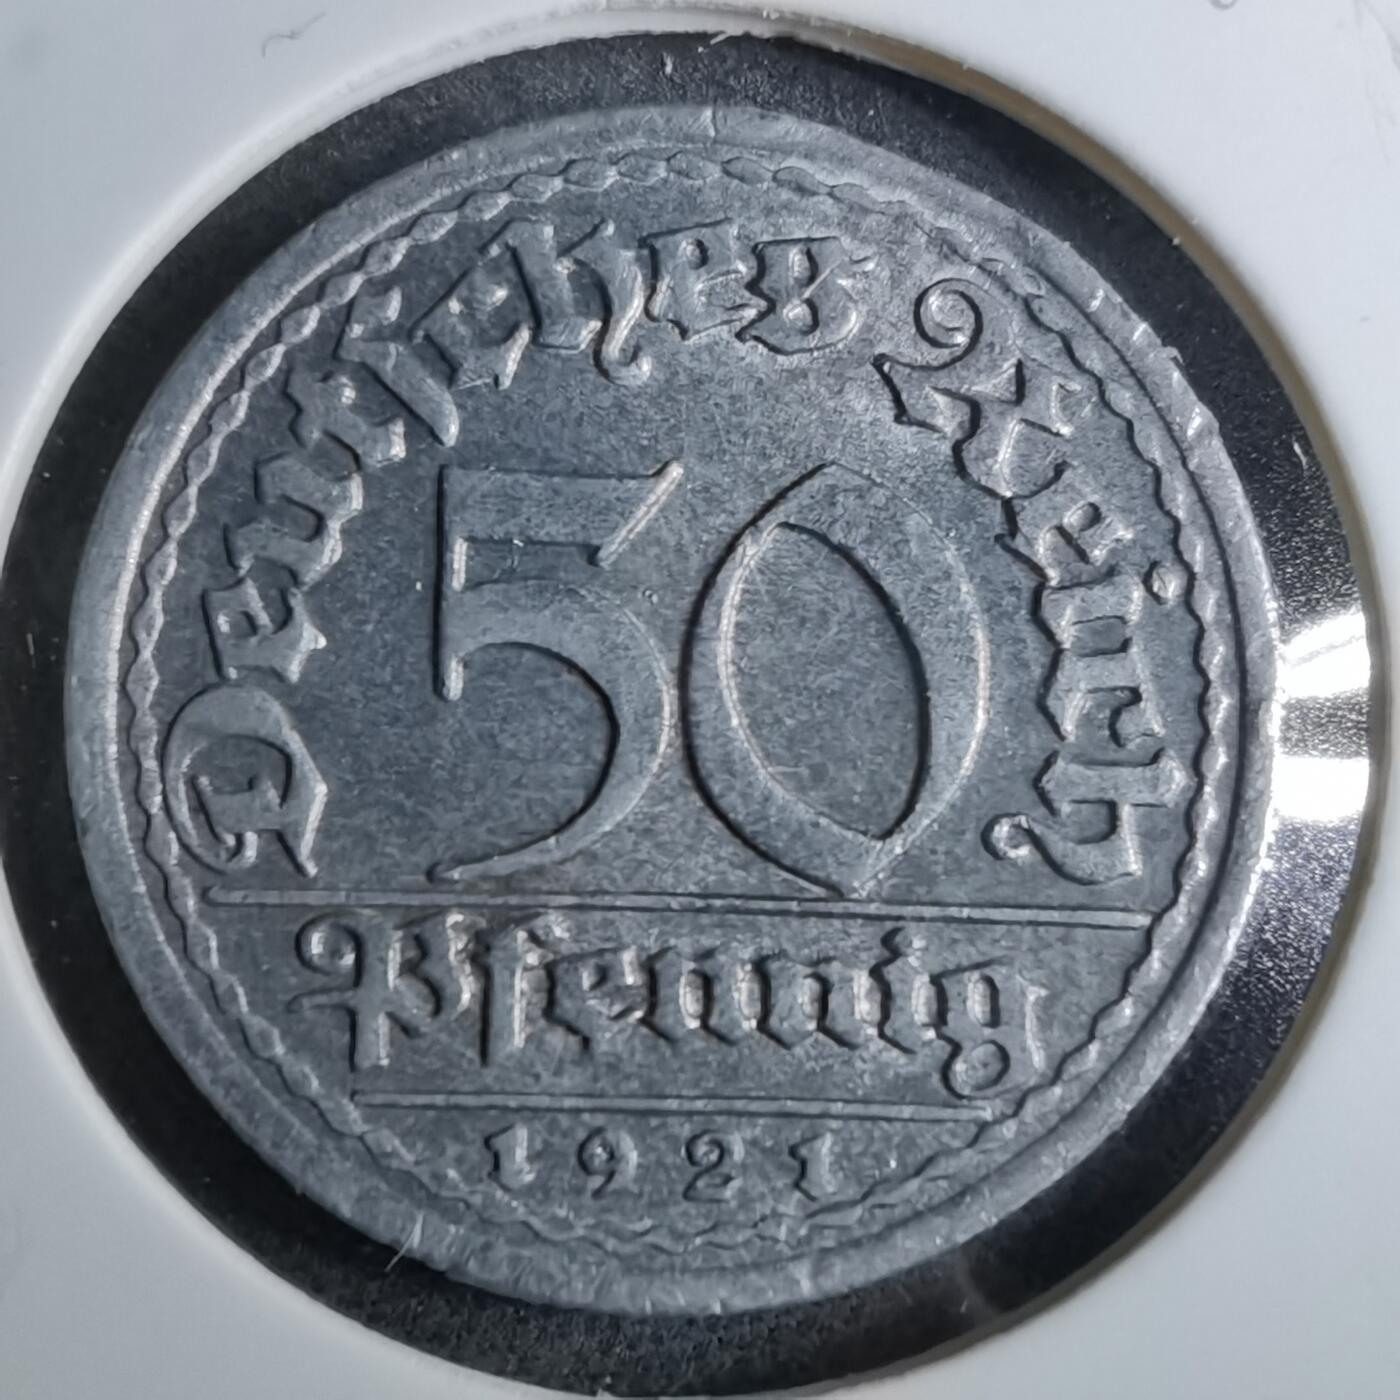 Deutsches Reich
50
Pfennig
1921